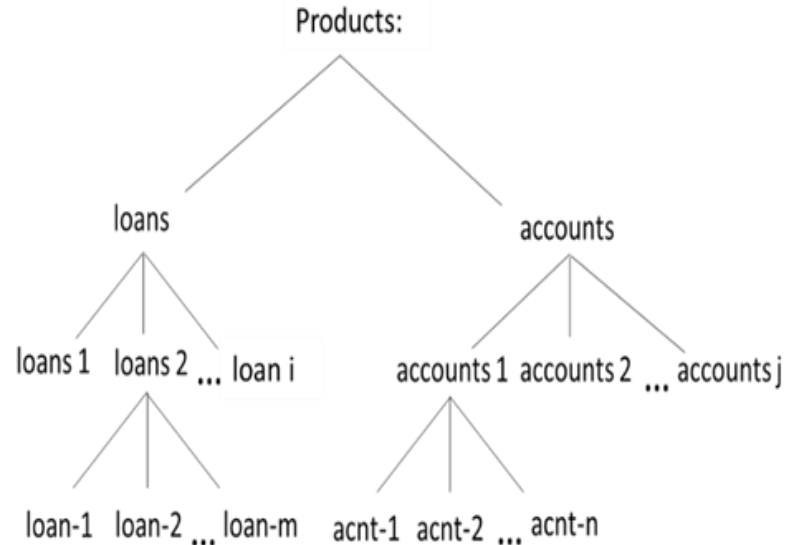 Products:
loans
accounts
loans 1 loans 2 ... loan i
accounts 1 accounts 2 ... accounts j
loan-1 loan-2 ... loan-m
acnt-1 acnt-2 ... acnt-n